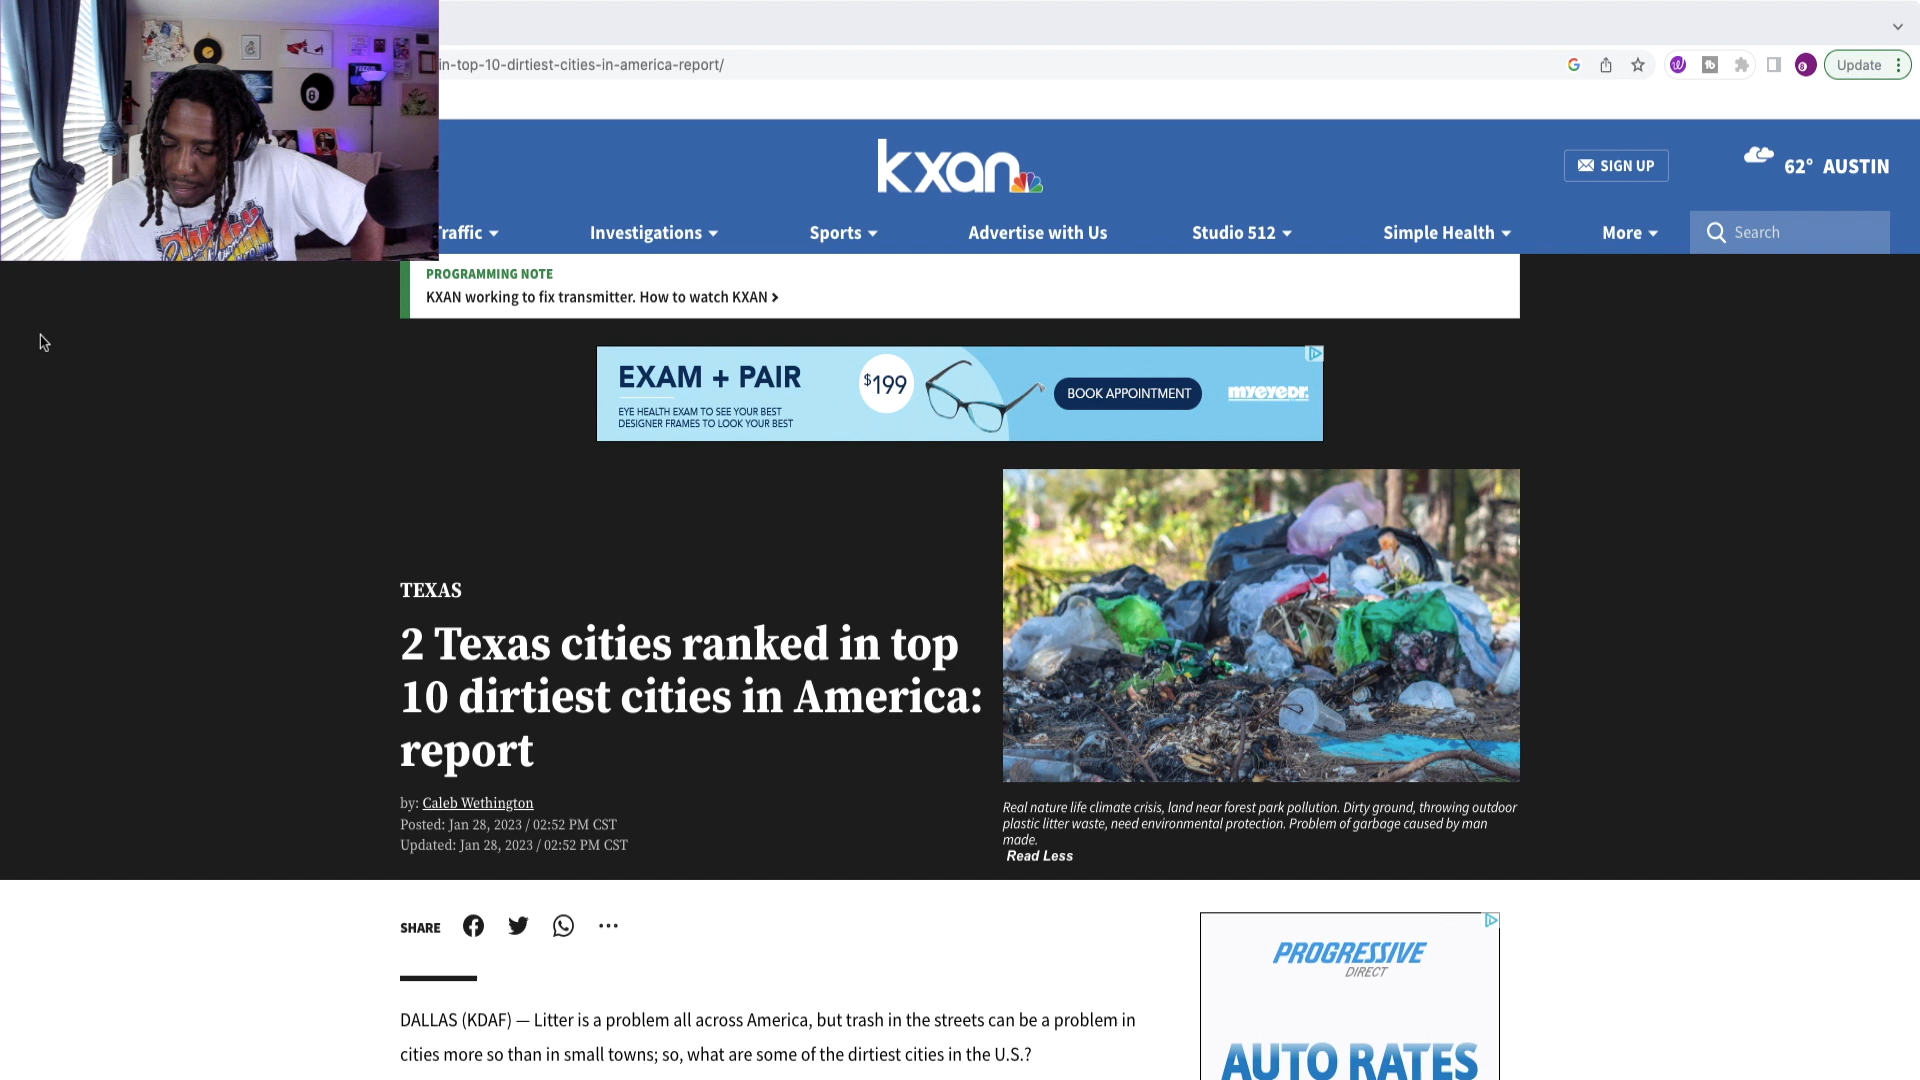 in-top-10-dirtiest-cities-in-america-report/
Update
kxan
SIGN UP
62° AUSTIN
Traffic
Investigations
Sports
Advertise with Us
Studio 512
Simple Health
More
Search
PROGRAMMING NOTE
KXAN working to fix transmitter. How to watch KXAN
EXAM + PAIR
EYE HEALTH EXAM TO SEE YOUR BEST
DESIGNER FRAMES TO LOOK YOUR BEST
$199
BOOK APPOINTMENT
myeyedr.
TEXAS
2 Texas cities ranked in top
10 dirtiest cities in America:
report
by: Caleb Wethington
Posted: Jan 28, 2023 / 02:52 PM CST
Updated: Jan 28, 2023 / 02:52 PM CST
Real nature life climate crisis, land near forest park pollution. Dirty ground, throwing outdoor
plastic litter waste, need environmental protection. Problem of garbage caused by man
made.
Read Less
SHARE
DALLAS (KDAF) — Litter is a problem all across America, but trash in the streets can be a problem in
cities more so than in small towns; so, what are some of the dirtiest cities in the U.S.?
PROGRESSIVE
DIRECT
AUTO RATES